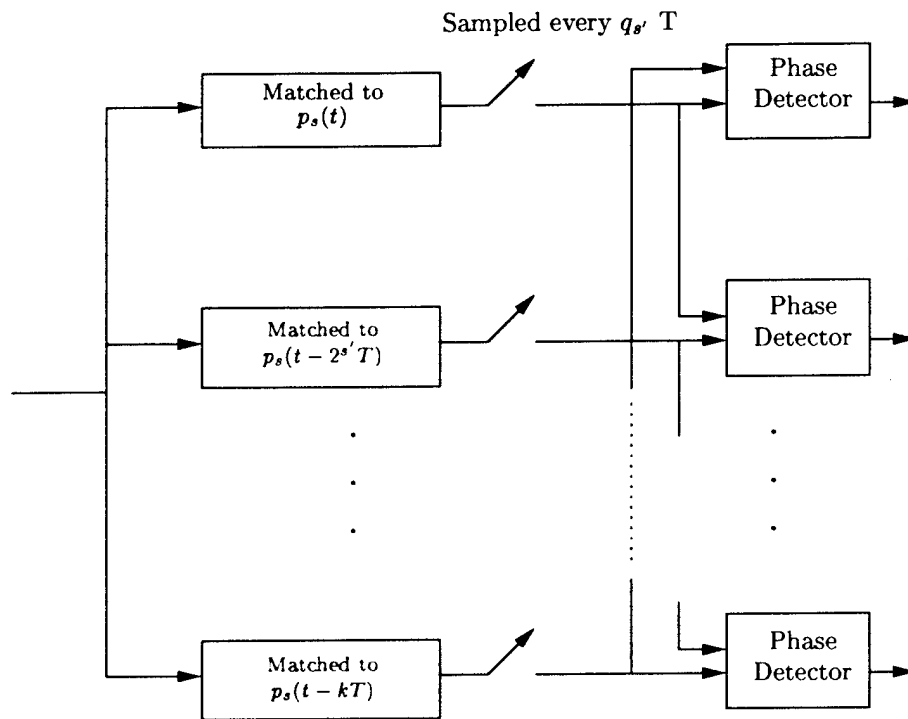 Sampled every q_{s'} T
Matched to
p_s(t)
Phase
Detector
Matched to
p_s(t - 2^{s'}T)
Phase
Detector
Matched to
p_s(t - kT)
Phase
Detector